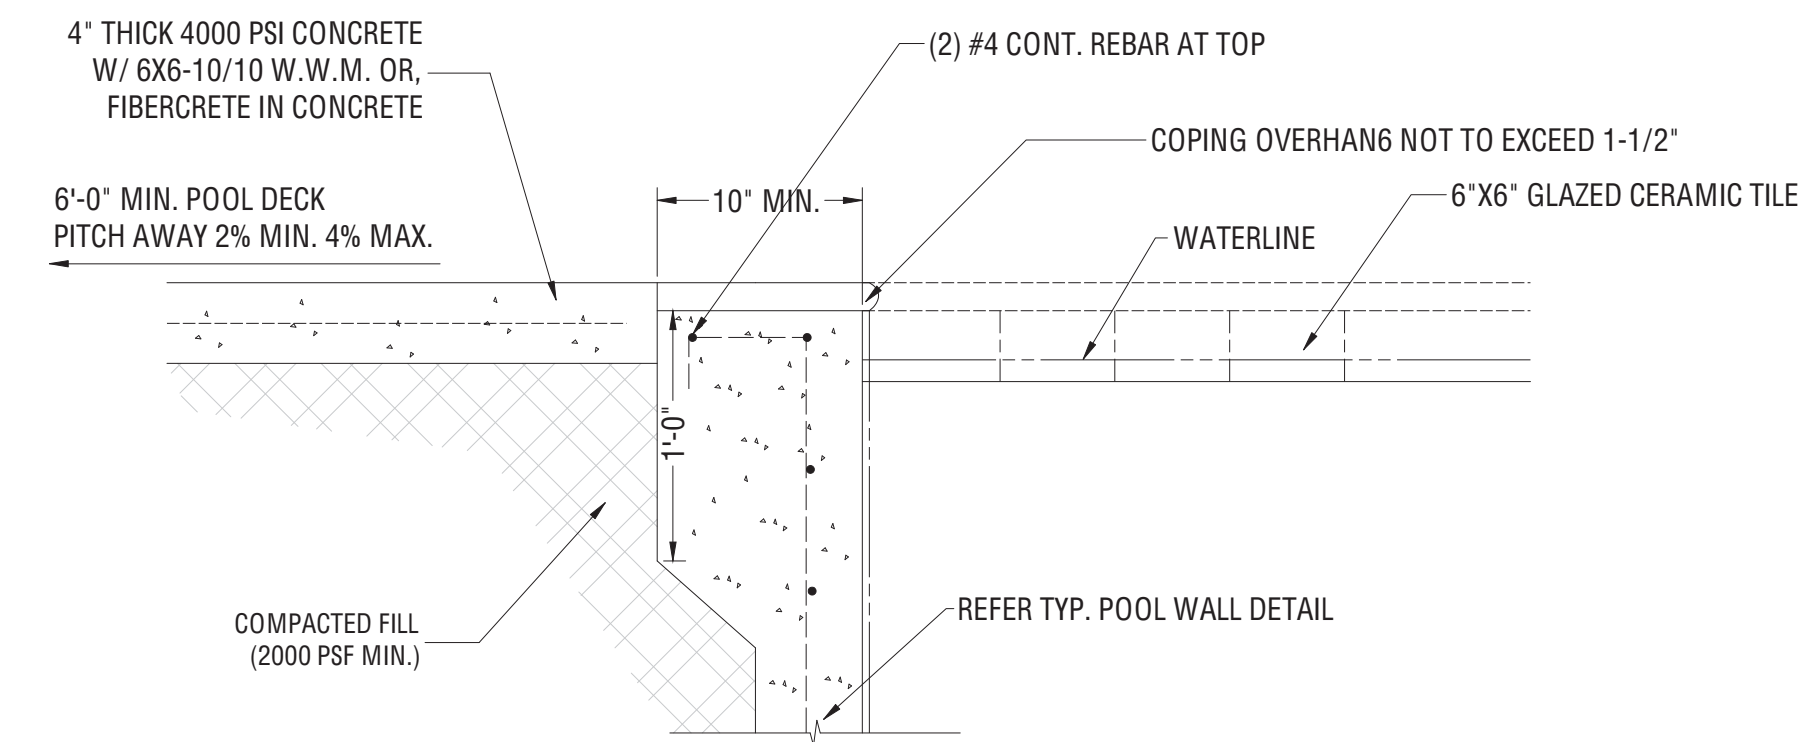 4" THICK 4000 PSI CONCRETE
W/ 6X6-10/10 W.W.M. OR,
FIBERCRETE IN CONCRETE
(2) #4 CONT. REBAR AT TOP
COPING OVERHAN6 NOT TO EXCEED 1-1/2"
6'-0" MIN. POOL DECK
PITCH AWAY 2% MIN. 4% MAX.
10" MIN.
6"X6" GLAZED CERAMIC TILE
WATERLINE
1'-0"
COMPACTED FILL
(2000 PSF MIN.)
REFER TYP. POOL WALL DETAIL